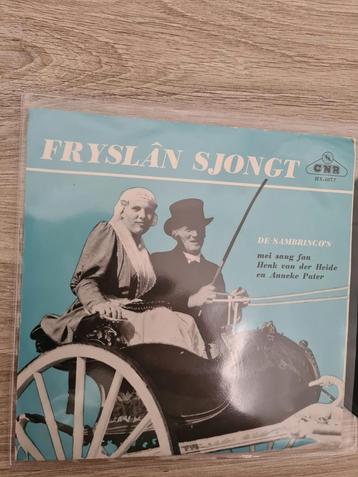 FRYSLÂN SJONGT
CNR
DE SAMBRINCO'S
mei sang fan
Henk van der Heide
en Anneke Pater